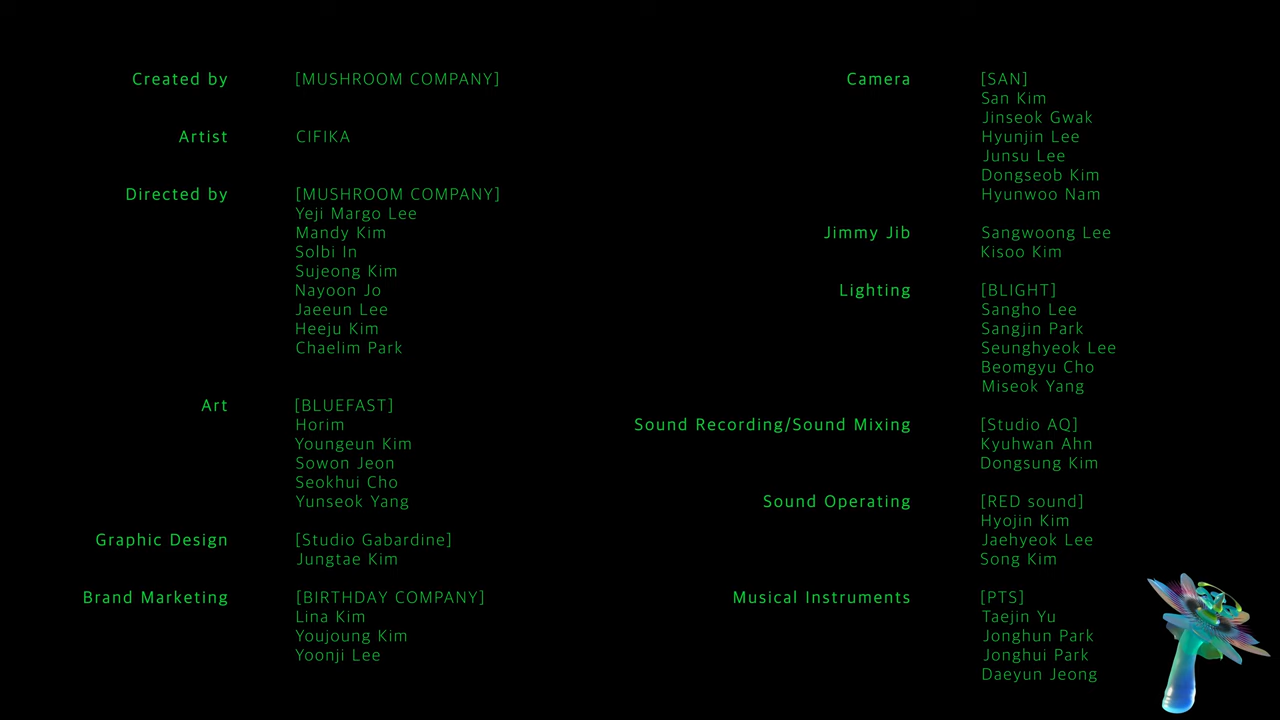 Created by [MUSHROOM COMPANY]
Artist CIFIKA
Directed by [MUSHROOM COMPANY]
Yeji Margo Lee
Mandy Kim
Solbi In
Sujeong Kim
Nayoon Jo
Jaeeun Lee
Heeju Kim
Chaelim Park
Art [BLUEFAST]
Horim
Youngeun Kim
Sowon Jeon
Seokhui Cho
Yunseok Yang
Graphic Design [Studio Gabardine]
Jungtae Kim
Brand Marketing [BIRTHDAY COMPANY]
Lina Kim
Youjoung Kim
Yoonji Lee
Camera [SAN]
San Kim
Jinseok Gwak
Hyunjin Lee
Junsu Lee
Dongseob Kim
Hyunwoo Nam
Jimmy Jib Sangwoong Lee
Kisoo Kim
Lighting [BLIGHT]
Sangho Lee
Sangjin Park
Seunghyeok Lee
Beomgyu Cho
Miseok Yang
Sound Recording/Sound Mixing [Studio AQ]
Kyuhwan Ahn
Dongsung Kim
Sound Operating [RED sound]
Hyojin Kim
Jaehyeok Lee
Song Kim
Musical Instruments [PTS]
Taejin Yu
Jonghun Park
Jonghui Park
Daeyun Jeong